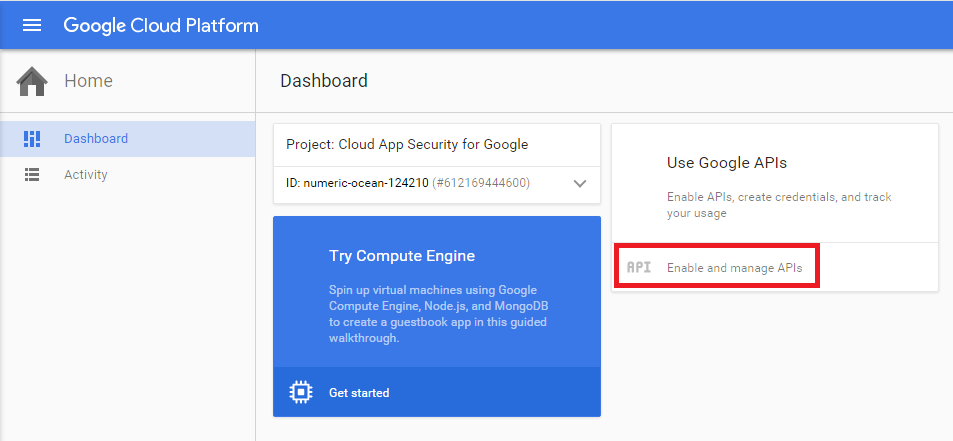 Google Cloud Platform
Home
Dashboard
Dashboard
Activity
Project: Cloud App Security for Google
ID: numeric-ocean-124210 (#612169444600)
Try Compute Engine
Spin up virtual machines using Google
Compute Engine, Node.js, and MongoDB
to create a guestbook app in this guided
walkthrough.
Get started
Use Google APIs
Enable APIs, create credentials, and track
your usage
API Enable and manage APIs